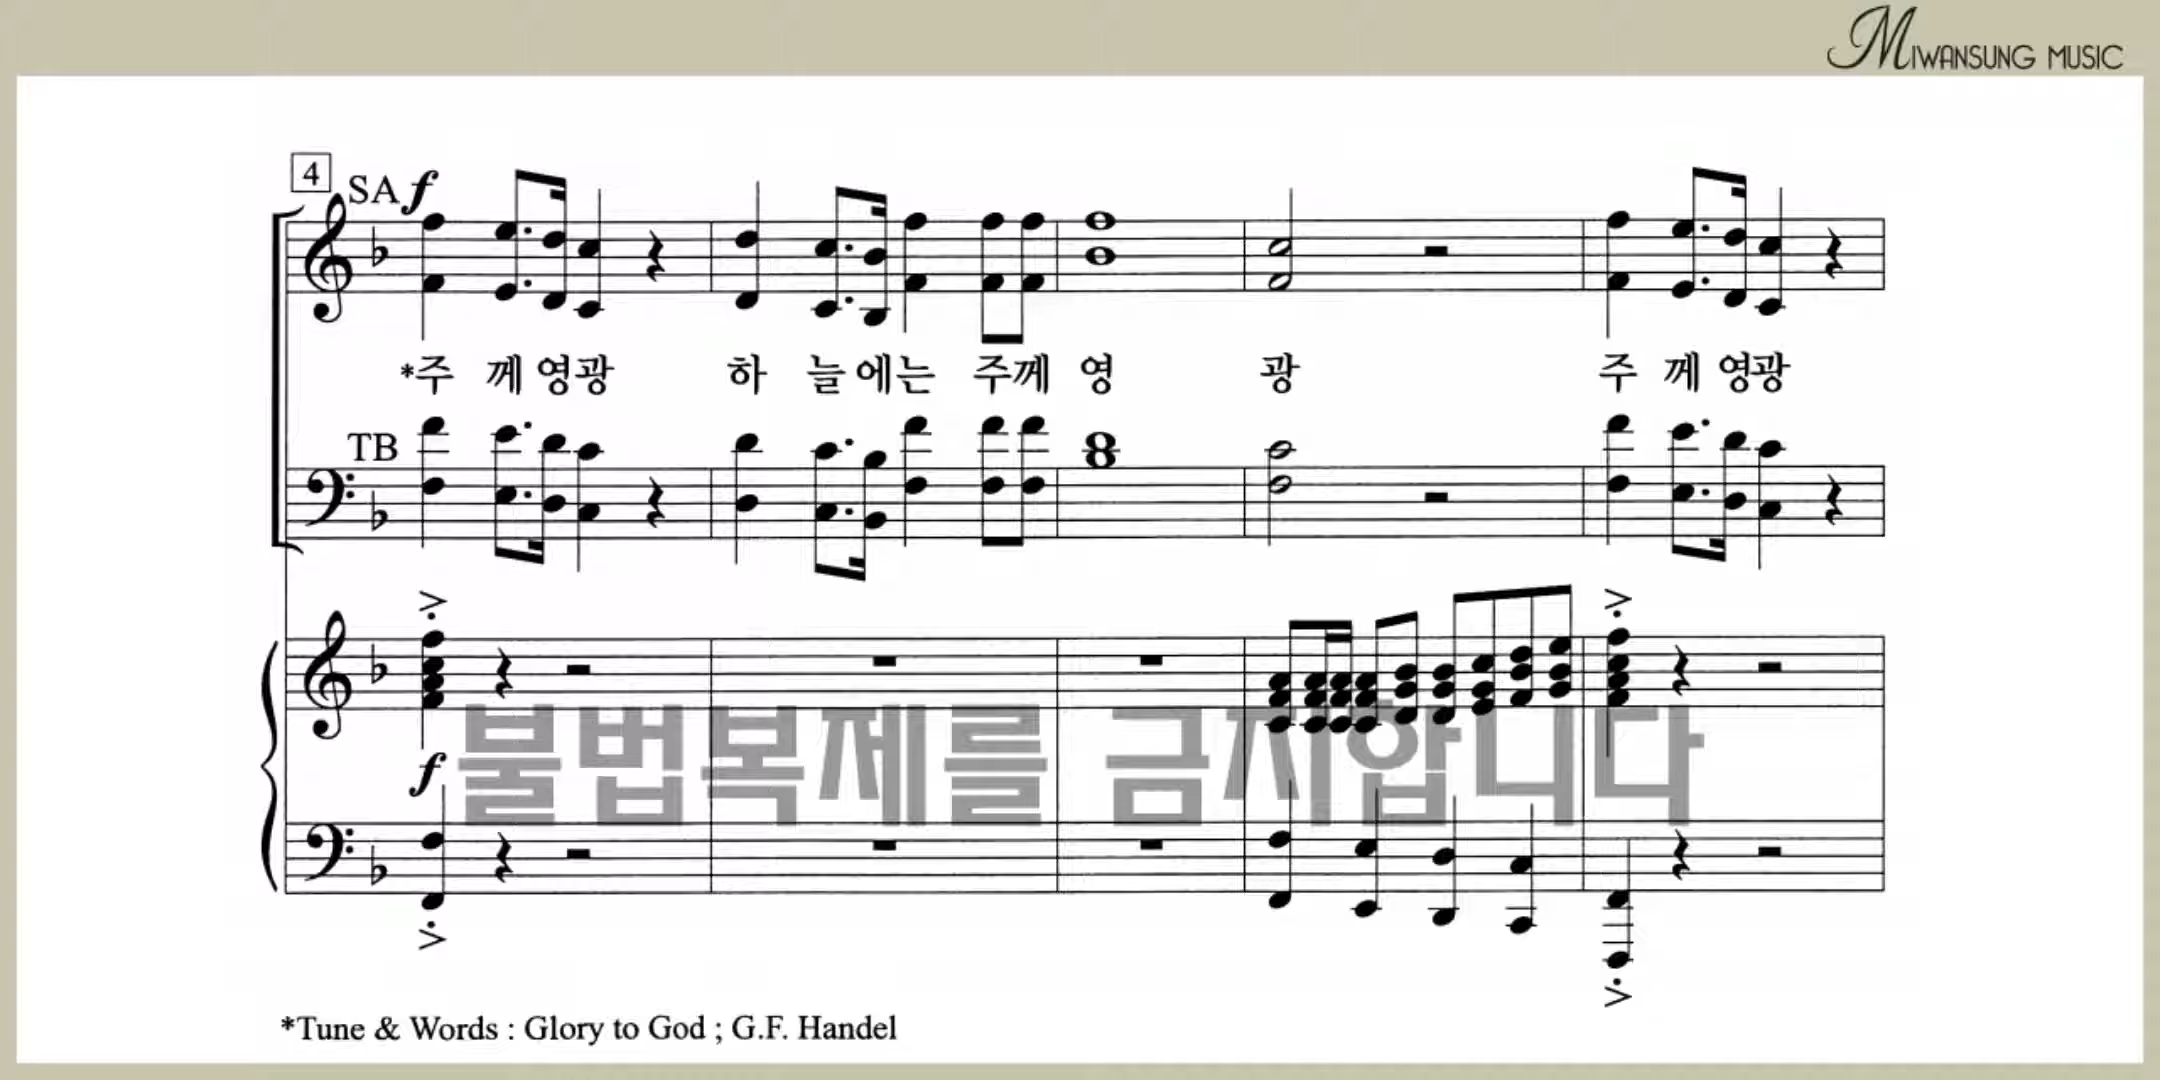 MIWANSUNG MUSIC
4
SA f
*주 께 영광 하 늘에는 주께 영 광 주 께 영광
TB
f
불법복제를 금지합니다
*Tune & Words : Glory to God ; G.F. Handel